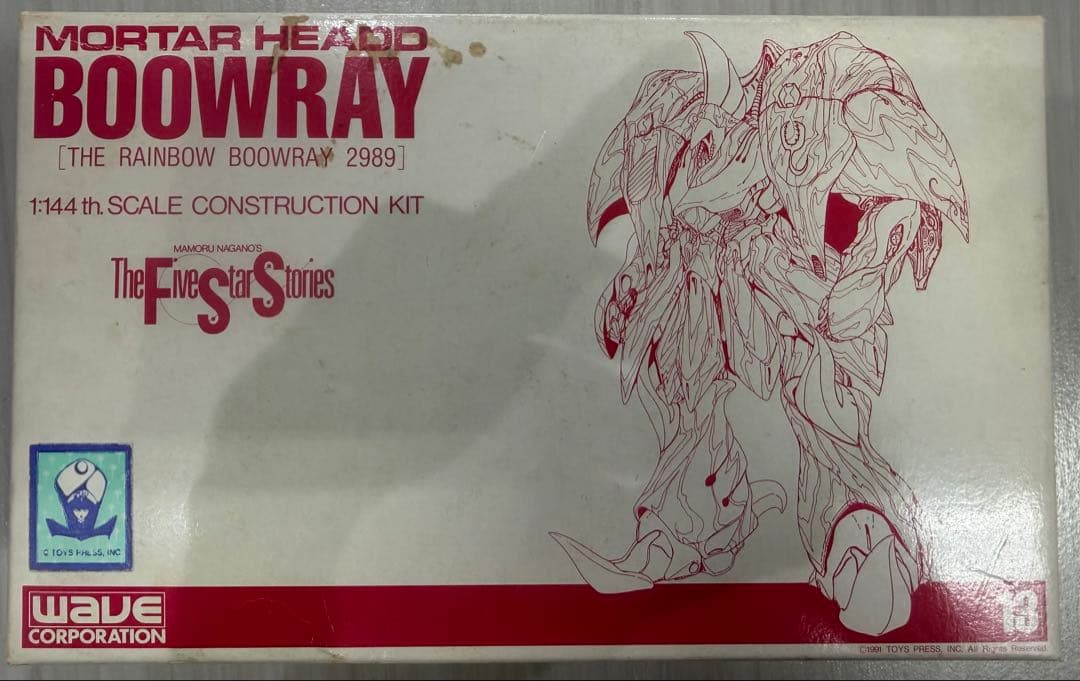 MORTAR HEADD
BOOWRAY
[THE RAINBOW BOOWRAY 2989]
1:144 th. SCALE CONSTRUCTION KIT
MAMORU NAGANO'S
The Five Star Stories
© TOYS PRESS, INC.
WAVE
CORPORATION
13
©1991 TOYS PRESS, INC. All Rights Reserved.